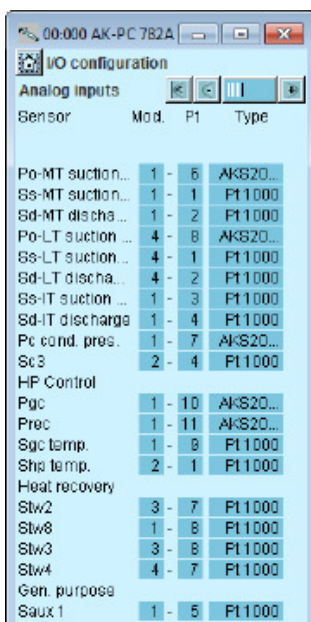 00:000 AK-PC 782A
I/O configuration
Analog inputs
Sensor Mod. Pt Type
Po-MT suction... 1 - 6 AKS20...
Ss-MT suction... 1 - 1 Pt1000
Sd-MT discha... 1 - 2 Pt1000
Po-LT suction ... 4 - 8 AKS20...
Ss-LT suction... 4 - 1 Pt1000
Sd-LT discha... 4 - 2 Pt1000
Ss-IT suction ... 1 - 3 Pt1000
Sd-IT discharge 1 - 4 Pt1000
Pc cond. pres. 1 - 7 AKS20...
Sc3 2 - 4 Pt1000
HP Control
Pgc 1 - 10 AKS20...
Prec 1 - 11 AKS20...
Sgc temp. 1 - 9 Pt1000
Shp temp. 2 - 1 Pt1000
Heat recovery
Stw2 3 - 7 Pt1000
Stw8 1 - 8 Pt1000
Stw3 3 - 8 Pt1000
Stw4 4 - 7 Pt1000
Gen. purpose
Saux1 1 - 5 Pt1000